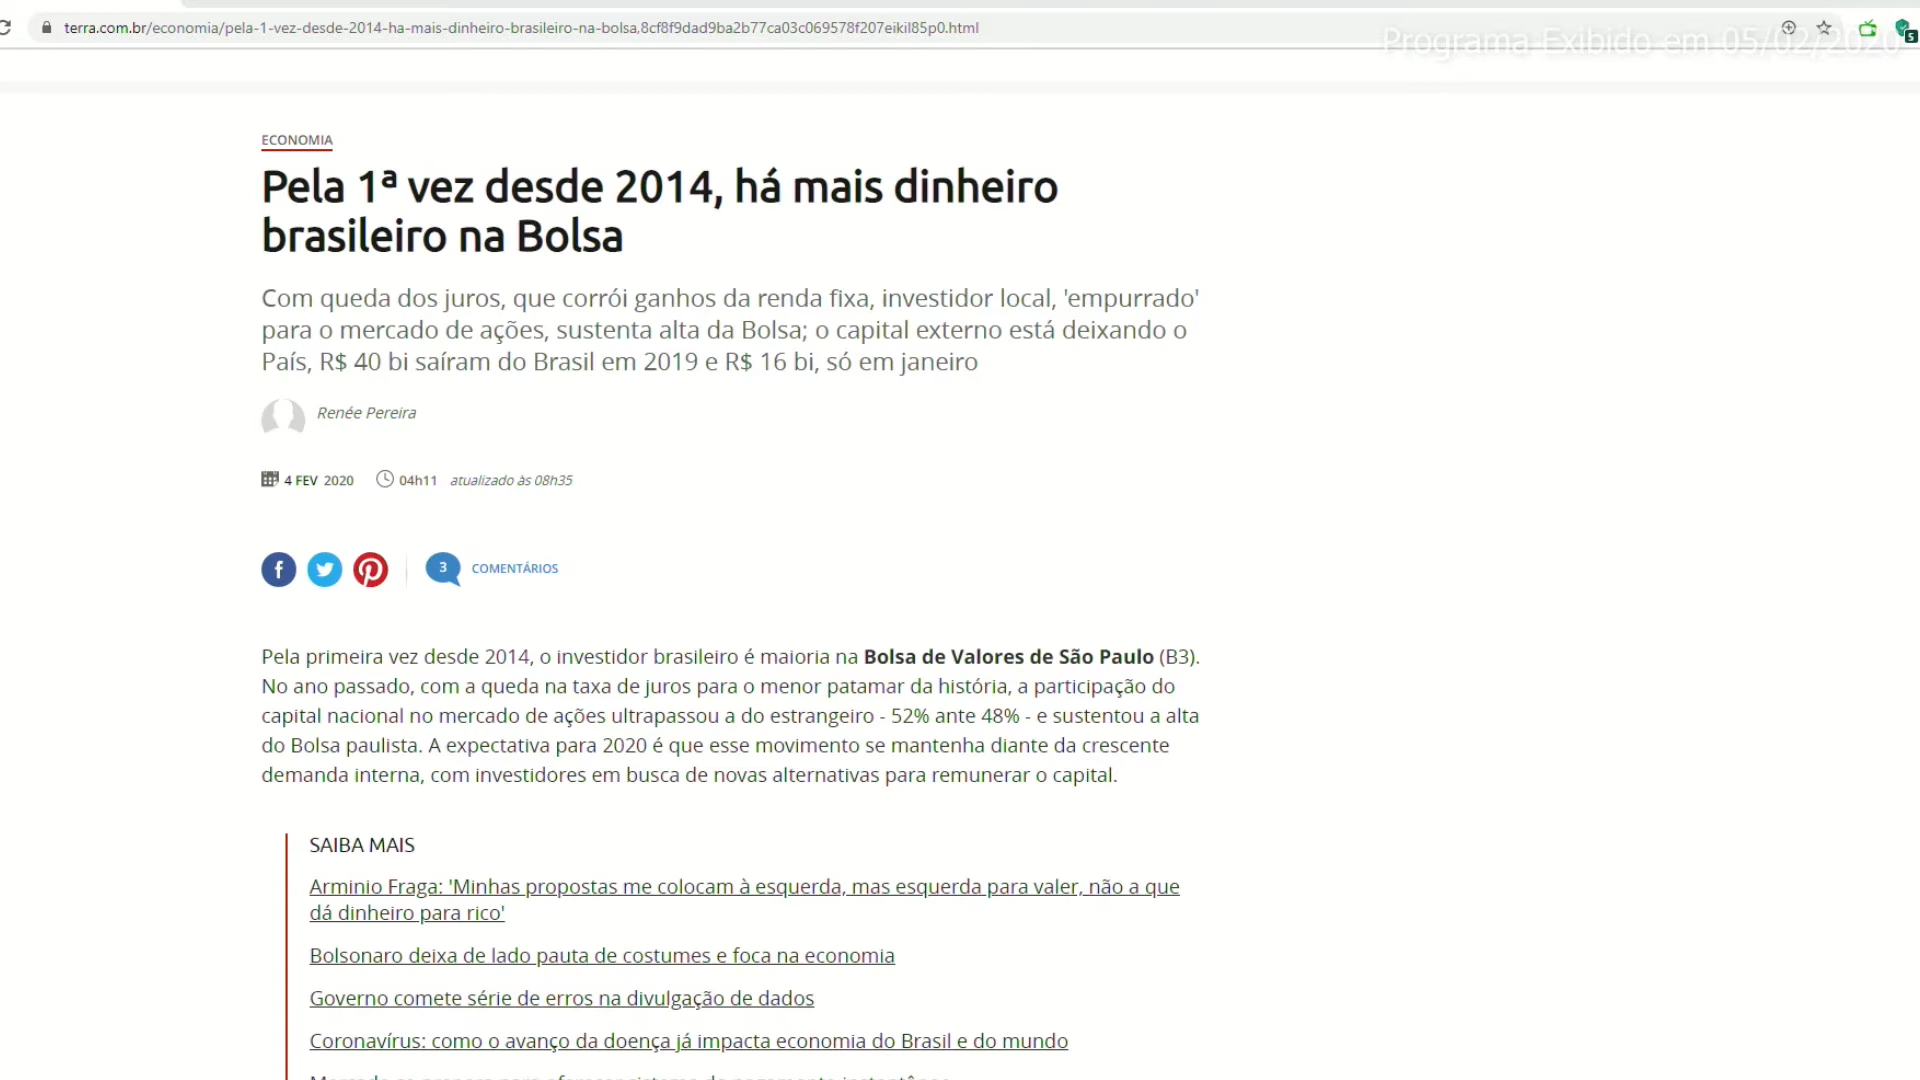 terra.com.br/economia/pela-1-vez-desde-2014-ha-mais-dinheiro-brasileiro-na-bolsa,8cf8f9dad9ba2b77ca03c069578f207eikil85p0.html
Programa Exibido em 05/02/2020
5
ECONOMIA
Pela 1ª vez desde 2014, há mais dinheiro
brasileiro na Bolsa
Com queda dos juros, que corrói ganhos da renda fixa, investidor local, 'empurrado'
para o mercado de ações, sustenta alta da Bolsa; o capital externo está deixando o
País, R$ 40 bi saíram do Brasil em 2019 e R$ 16 bi, só em janeiro
Renée Pereira
4 FEV 2020 04h11 atualizado às 08h35
3 COMENTÁRIOS
Pela primeira vez desde 2014, o investidor brasileiro é maioria na Bolsa de Valores de São Paulo (B3).
No ano passado, com a queda na taxa de juros para o menor patamar da história, a participação do
capital nacional no mercado de ações ultrapassou a do estrangeiro - 52% ante 48% - e sustentou a alta
do Bolsa paulista. A expectativa para 2020 é que esse movimento se mantenha diante da crescente
demanda interna, com investidores em busca de novas alternativas para remunerar o capital.
SAIBA MAIS
Arminio Fraga: 'Minhas propostas me colocam à esquerda, mas esquerda para valer, não a que
dá dinheiro para rico'
Bolsonaro deixa de lado pauta de costumes e foca na economia
Governo comete série de erros na divulgação de dados
Coronavírus: como o avanço da doença já impacta economia do Brasil e do mundo